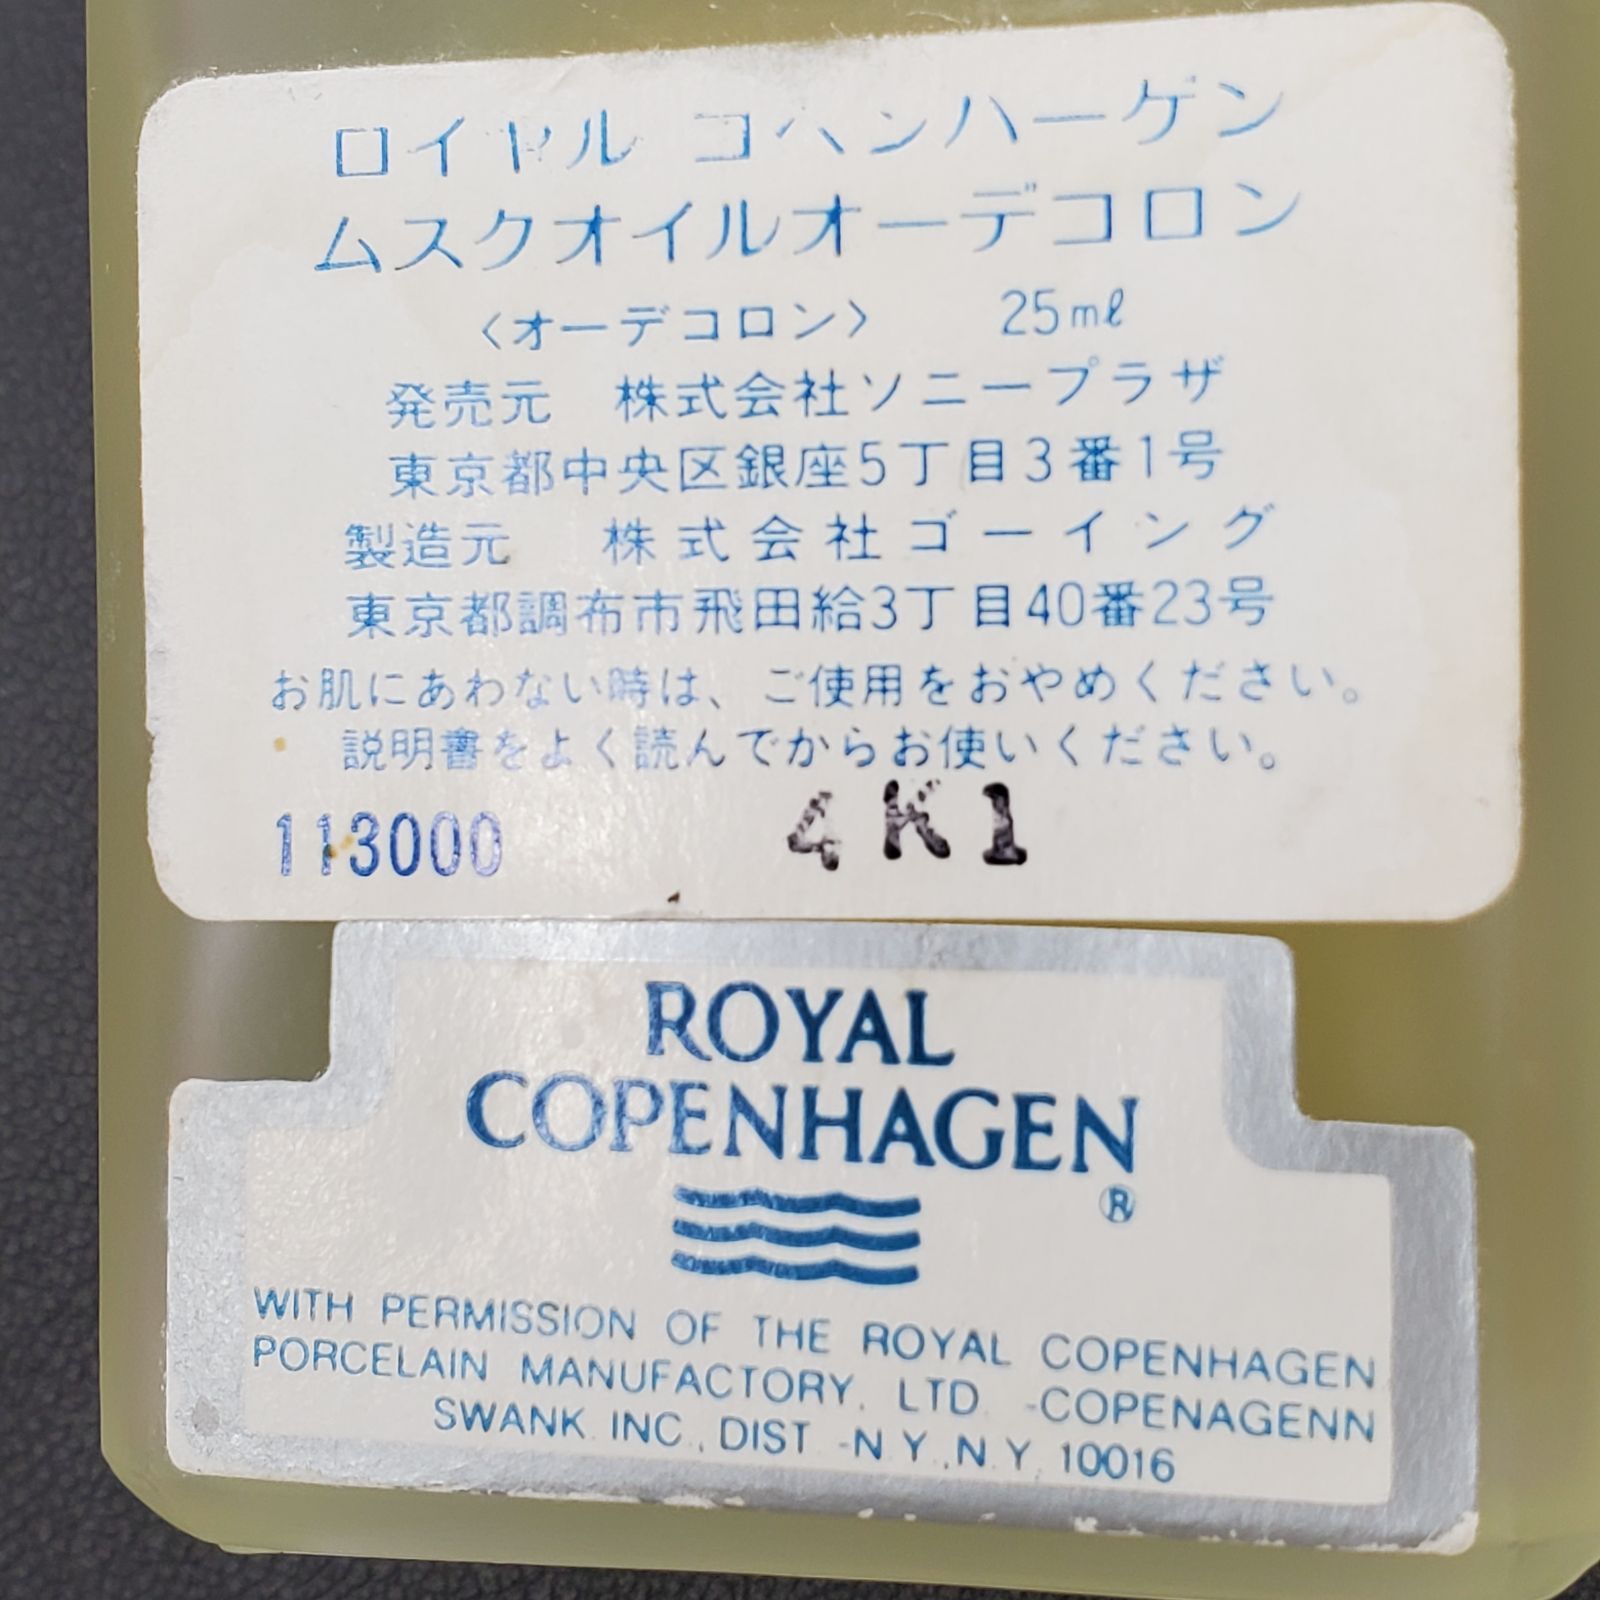 ロイヤル コペンハーゲン
ムスクオイルオーデコロン
〈オーデコロン〉 25mℓ
発売元 株式会社ソニープラザ
東京都中央区銀座5丁目3番1号
製造元 株式会社ゴーイング
東京都調布市飛田給3丁目40番23号
お肌にあわない時は、ご使用をおやめください。
説明書をよく読んでからお使いください。
113000 4K1
ROYAL
COPENHAGEN
®
WITH PERMISSION OF THE ROYAL COPENHAGEN
PORCELAIN MANUFACTORY, LTD. -COPENAGENN
SWANK INC., DIST. -N.Y., N.Y. 10016